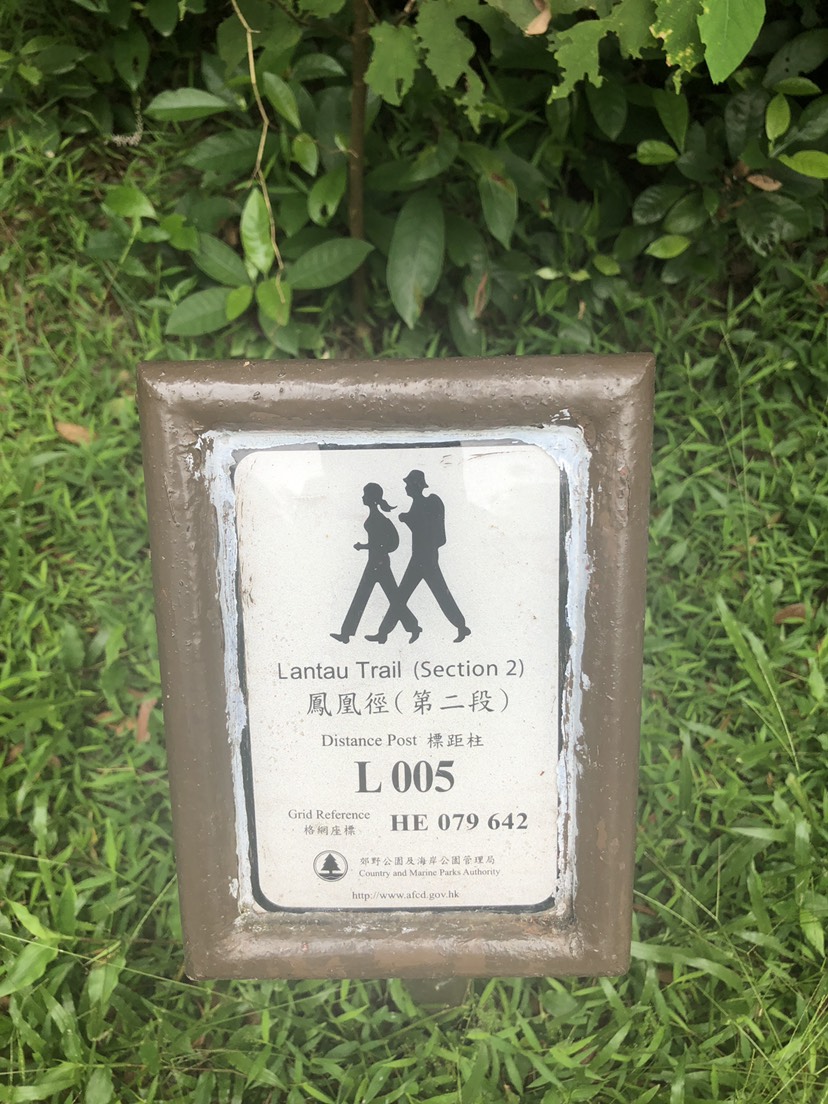 Lantau Trail (Section 2)
鳳凰徑(第二段)
Distance Post 標距柱
L 005
Grid Reference
格網座標
HE 079 642
郊野公園及海岸公園管理局
Country and Marine Parks Authority
http://www.afcd.gov.hk